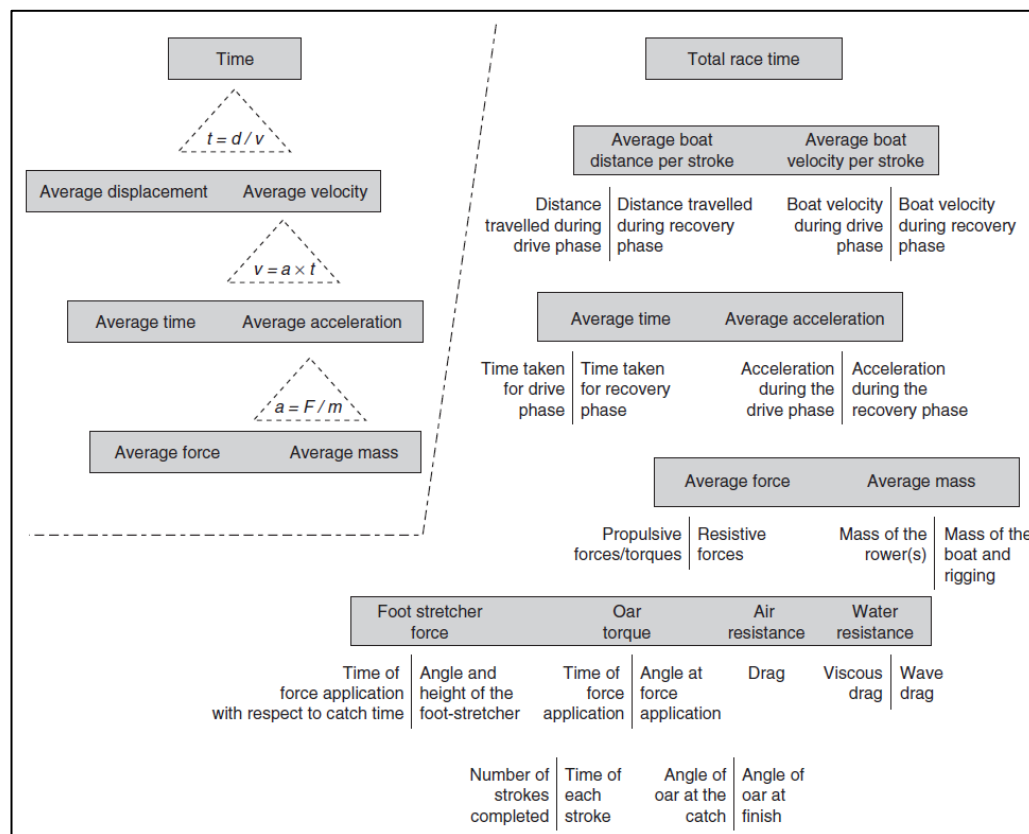 Time
t = d / v
Average displacement Average velocity
v = a × t
Average time Average acceleration
a = F / m
Average force Average mass
Total race time
Average boat
distance per stroke
Average boat
velocity per stroke
Distance
travelled during
drive phase
Distance travelled
during recovery
phase
Boat velocity
during drive
phase
Boat velocity
during recovery
phase
Average time Average acceleration
Time taken
for drive
phase
Time taken
for recovery
phase
Acceleration
during the
drive phase
Acceleration
during the
recovery phase
Average force Average mass
Propulsive
forces/torques
Resistive
forces
Mass of the
rower(s)
Mass of the
boat and
rigging
Foot stretcher
force
Oar
torque
Air
resistance
Water
resistance
Time of
force application
with respect to catch time
Angle and
height of the
foot-stretcher
Time of
force
application
Angle at
force
application
Drag
Viscous
drag
Wave
drag
Number of
strokes
completed
Time of
each
stroke
Angle of
oar at the
catch
Angle of
oar at
finish